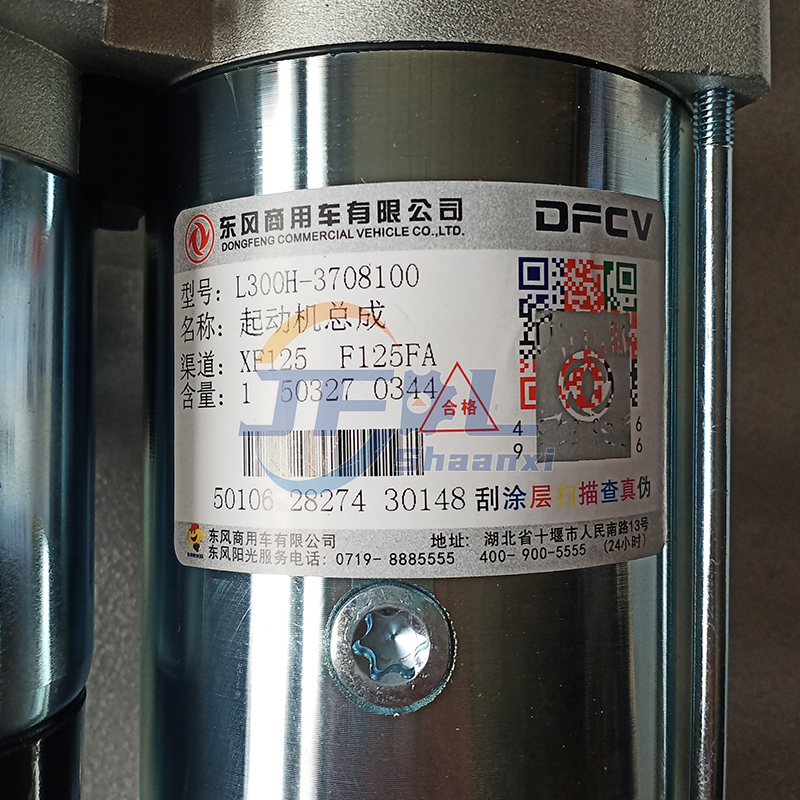 东风商用车有限公司 DFCV
DONGFENG COMMERCIAL VEHICLE CO.,LTD.
型号: L300H-3708100
名称: 起动机总成
渠道: XF125 F125FA
含量: 1 50327 0344
合格
4 6
9 6
JFHL
Shaanxi
50106 28274 30148 刮涂层扫描查真伪
东风商用车有限公司 地址: 湖北省十堰市人民南路13号
东风阳光服务电话: 0719- 8885555 400-900-5555 (24小时)